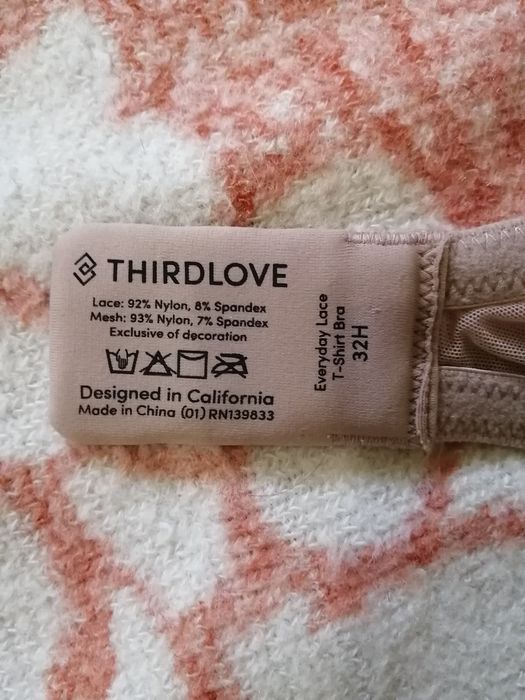 THIRDLOVE
Lace: 92% Nylon, 8% Spandex
Mesh: 93% Nylon, 7% Spandex
Exclusive of decoration
Designed in California
Made in China (01) RN139833
Everyday Lace
T-Shirt Bra
32H